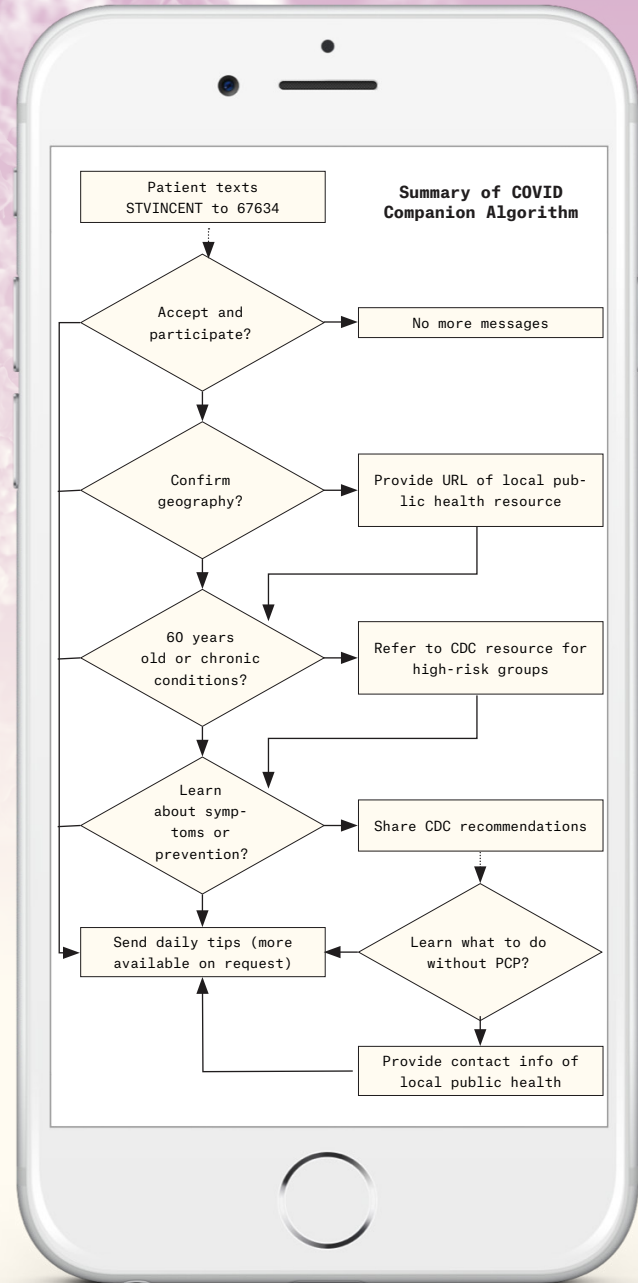 Patient texts
STVINCENT to 67634
Summary of COVID
Companion Algorithm
Accept and
participate?
No more messages
Confirm
geography?
Provide URL of local pub-
lic health resource
60 years
old or chronic
conditions?
Refer to CDC resource for
high-risk groups
Learn
about symp-
toms or
prevention?
Share CDC recommendations
Send daily tips (more
available on request)
Learn what to do
without PCP?
Provide contact info of
local public health